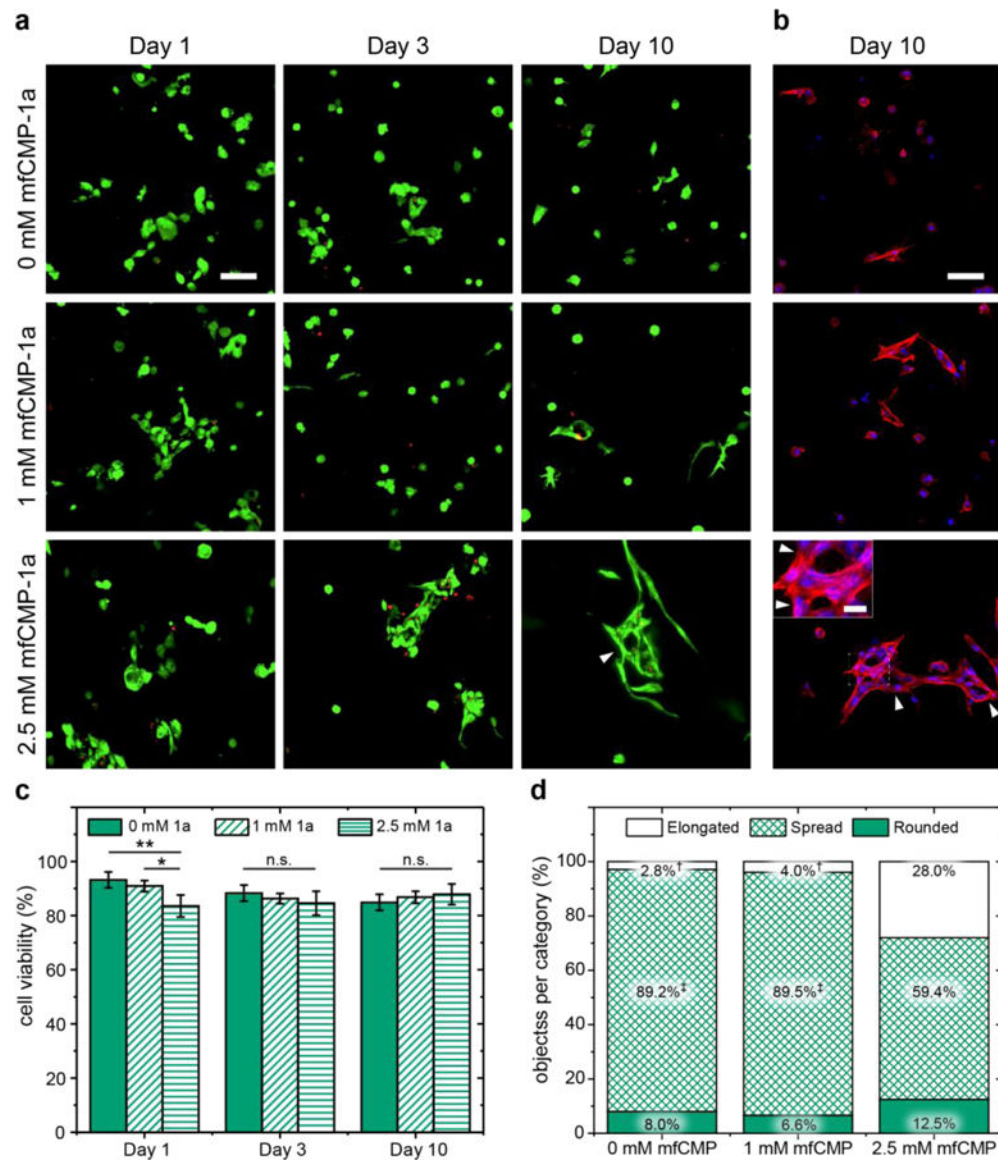 a
b
Day 1
Day 3
Day 10
Day 10
0 mM mfCMP-1a
1 mM mfCMP-1a
2.5 mM mfCMP-1a
c
0 mM 1a
1 mM 1a
2.5 mM 1a
**
*
n.s.
n.s.
cell viability (%)
100
80
60
40
20
0
Day 1
Day 3
Day 10
d
Elongated
Spread
Rounded
objectss per category (%)
100
80
60
40
20
0
2.8%†
4.0%†
28.0%
89.2%‡
89.5%‡
59.4%
8.0%
6.6%
12.5%
0 mM mfCMP
1 mM mfCMP
2.5 mM mfCMP